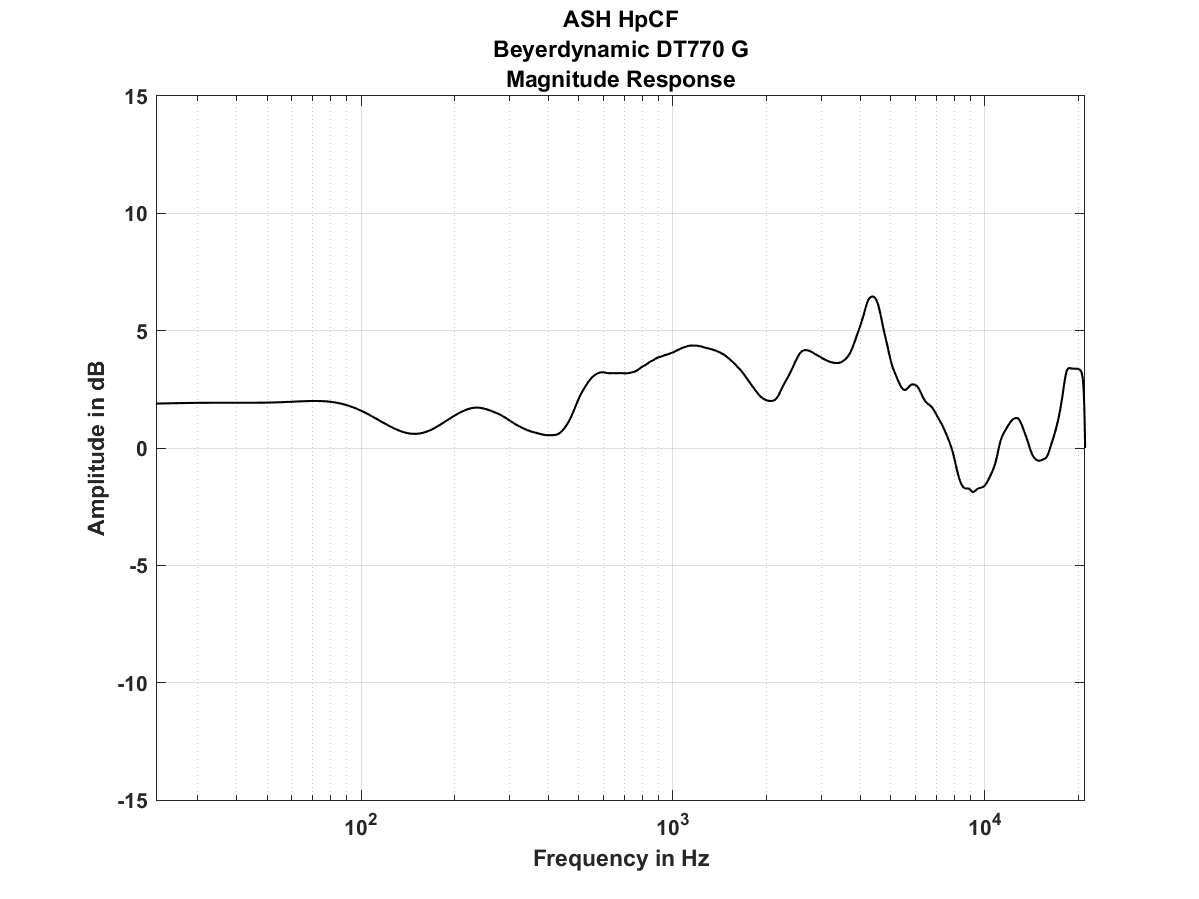 ASH HpCF
Beyerdynamic DT770 G
Magnitude Response
15
10
5
0
-5
-10
-15
Amplitude in dB
10²
10³
10⁴
Frequency in Hz